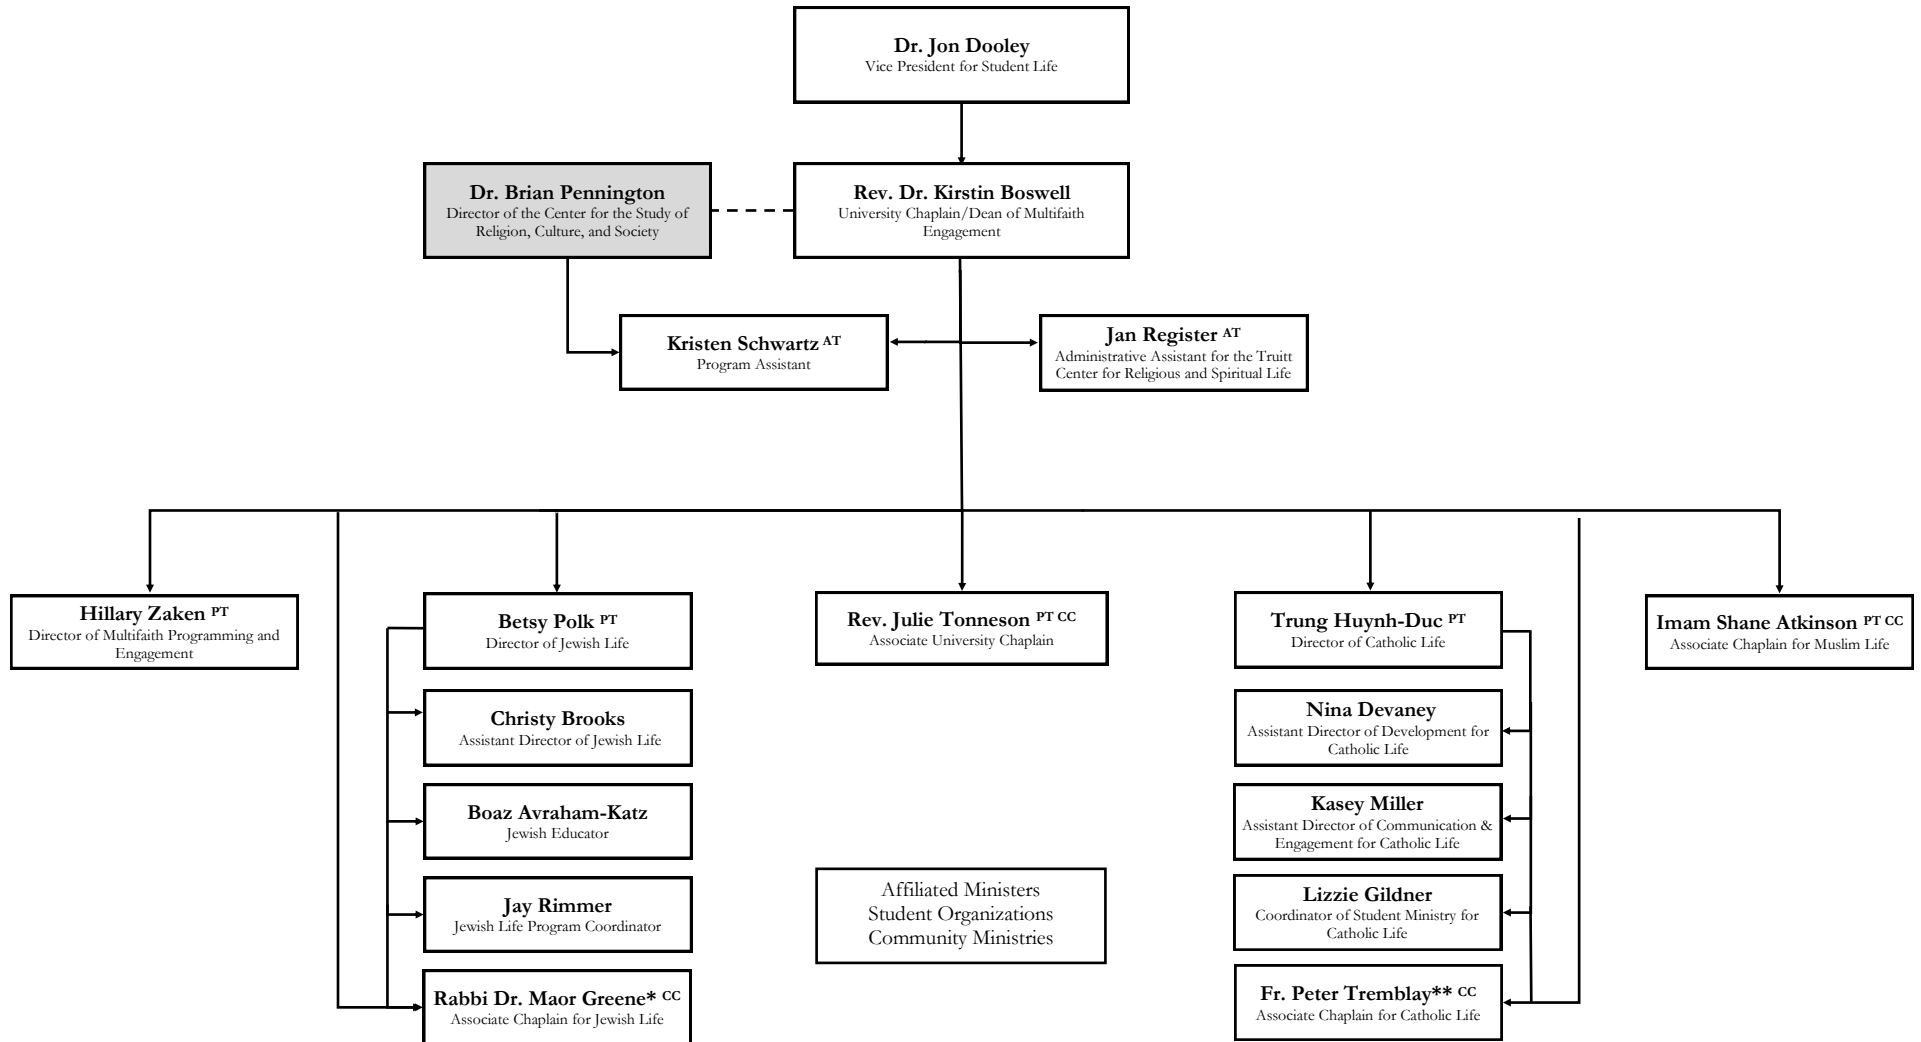 Dr. Jon Dooley
Vice President for Student Life
Dr. Brian Pennington
Director of the Center for the Study of
Religion, Culture, and Society
Rev. Dr. Kirstin Boswell
University Chaplain/Dean of Multifaith
Engagement
Kristen Schwartz AT
Program Assistant
Jan Register AT
Administrative Assistant for the Truitt
Center for Religious and Spiritual Life
Hillary Zaken PT
Director of Multifaith Programming and
Engagement
Betsy Polk PT
Director of Jewish Life
Rev. Julie Tonneson PT CC
Associate University Chaplain
Trung Huynh-Duc PT
Director of Catholic Life
Imam Shane Atkinson PT CC
Associate Chaplain for Muslim Life
Christy Brooks
Assistant Director of Jewish Life
Nina Devaney
Assistant Director of Development for
Catholic Life
Boaz Avraham-Katz
Jewish Educator
Kasey Miller
Assistant Director of Communication &
Engagement for Catholic Life
Affiliated Ministers
Student Organizations
Community Ministries
Jay Rimmer
Jewish Life Program Coordinator
Lizzie Gildner
Coordinator of Student Ministry for
Catholic Life
Rabbi Dr. Maor Greene* CC
Associate Chaplain for Jewish Life
Fr. Peter Tremblay** CC
Associate Chaplain for Catholic Life